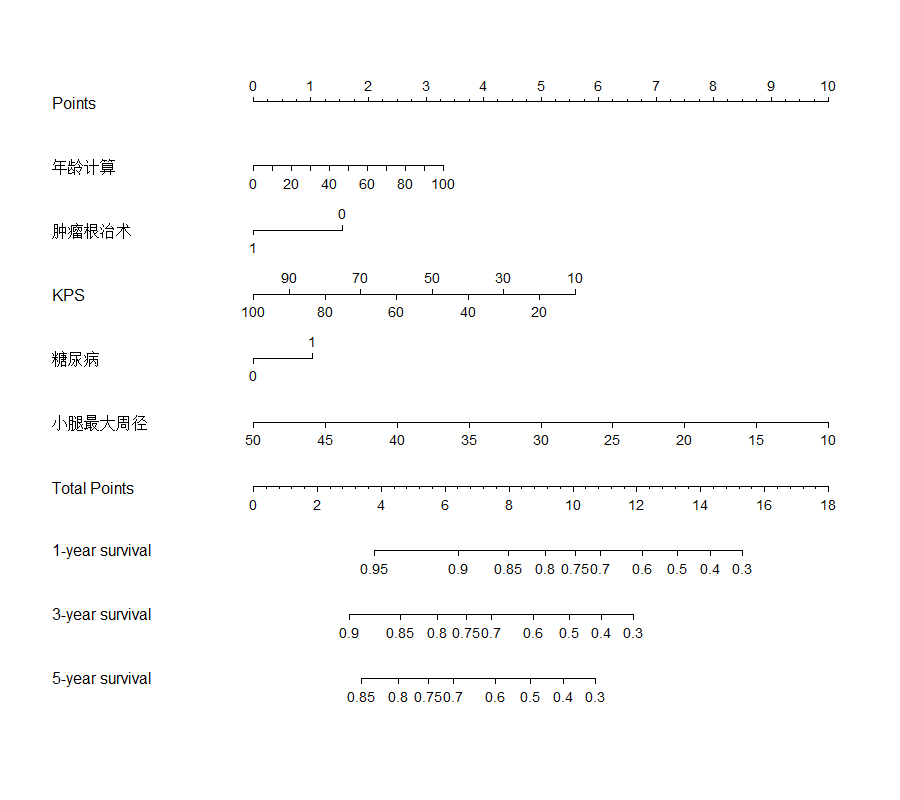 0 1 2 3 4 5 6 7 8 9 10
Points
年龄计算
0 20 40 60 80 100
0
肿瘤根治术
1
90 70 50 30 10
KPS
100 80 60 40 20
1
糖尿病
0
小腿最大周径
50 45 40 35 30 25 20 15 10
Total Points
0 2 4 6 8 10 12 14 16 18
1-year survival
0.95 0.9 0.85 0.8 0.75 0.7 0.6 0.5 0.4 0.3
3-year survival
0.9 0.85 0.8 0.75 0.7 0.6 0.5 0.4 0.3
5-year survival
0.85 0.8 0.75 0.7 0.6 0.5 0.4 0.3